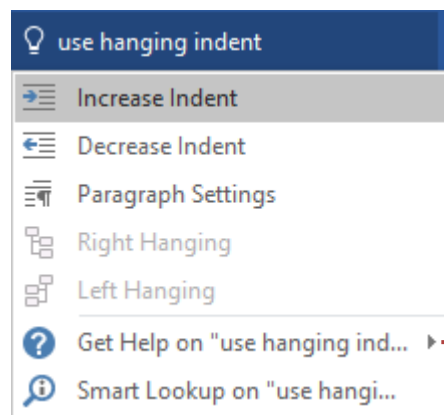 use hanging indent
Increase Indent
Decrease Indent
Paragraph Settings
Right Hanging
Left Hanging
Get Help on "use hanging ind...
Smart Lookup on "use hangi...